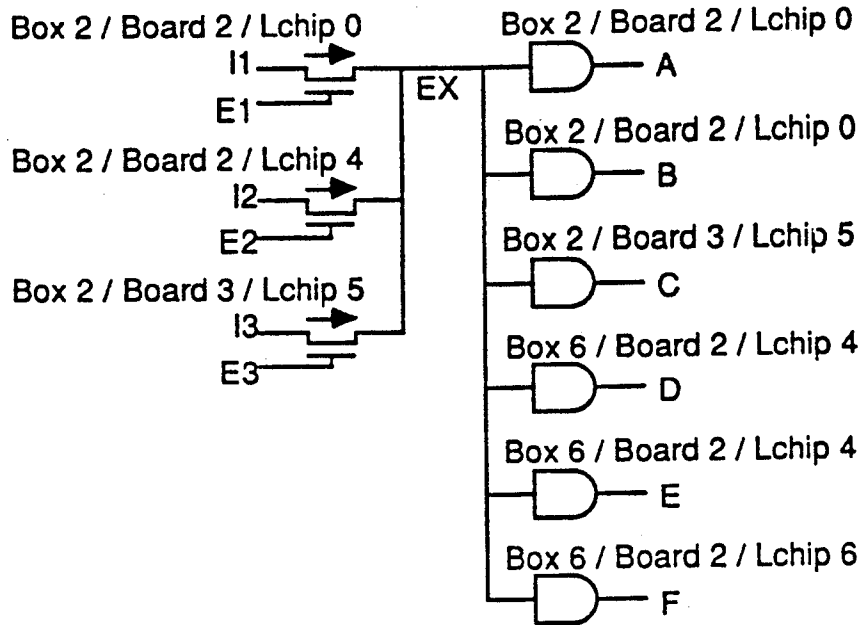 Box 2 / Board 2 / Lchip 0
I1
E1
Box 2 / Board 2 / Lchip 4
I2
E2
Box 2 / Board 3 / Lchip 5
I3
E3
EX
Box 2 / Board 2 / Lchip 0
A
Box 2 / Board 2 / Lchip 0
B
Box 2 / Board 3 / Lchip 5
C
Box 6 / Board 2 / Lchip 4
D
Box 6 / Board 2 / Lchip 4
E
Box 6 / Board 2 / Lchip 6
F